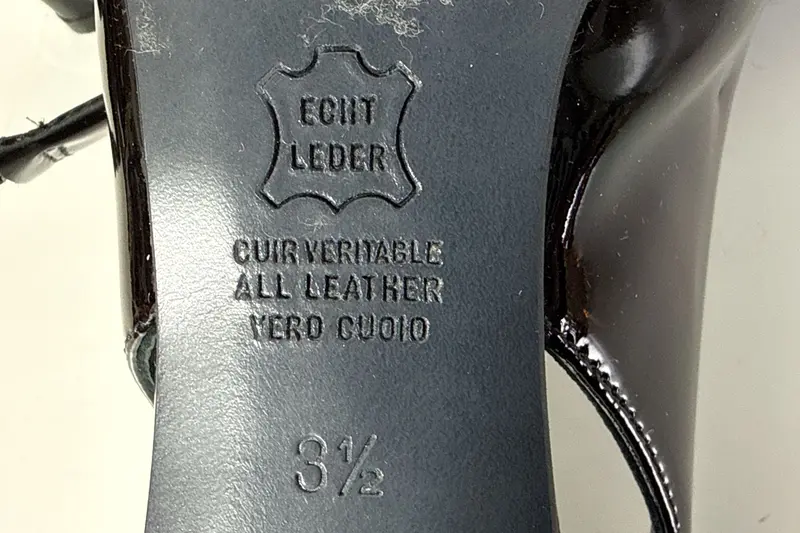 ECHT
LEDER
CUIR VERITABLE
ALL LEATHER
VERO CUOIO
3½